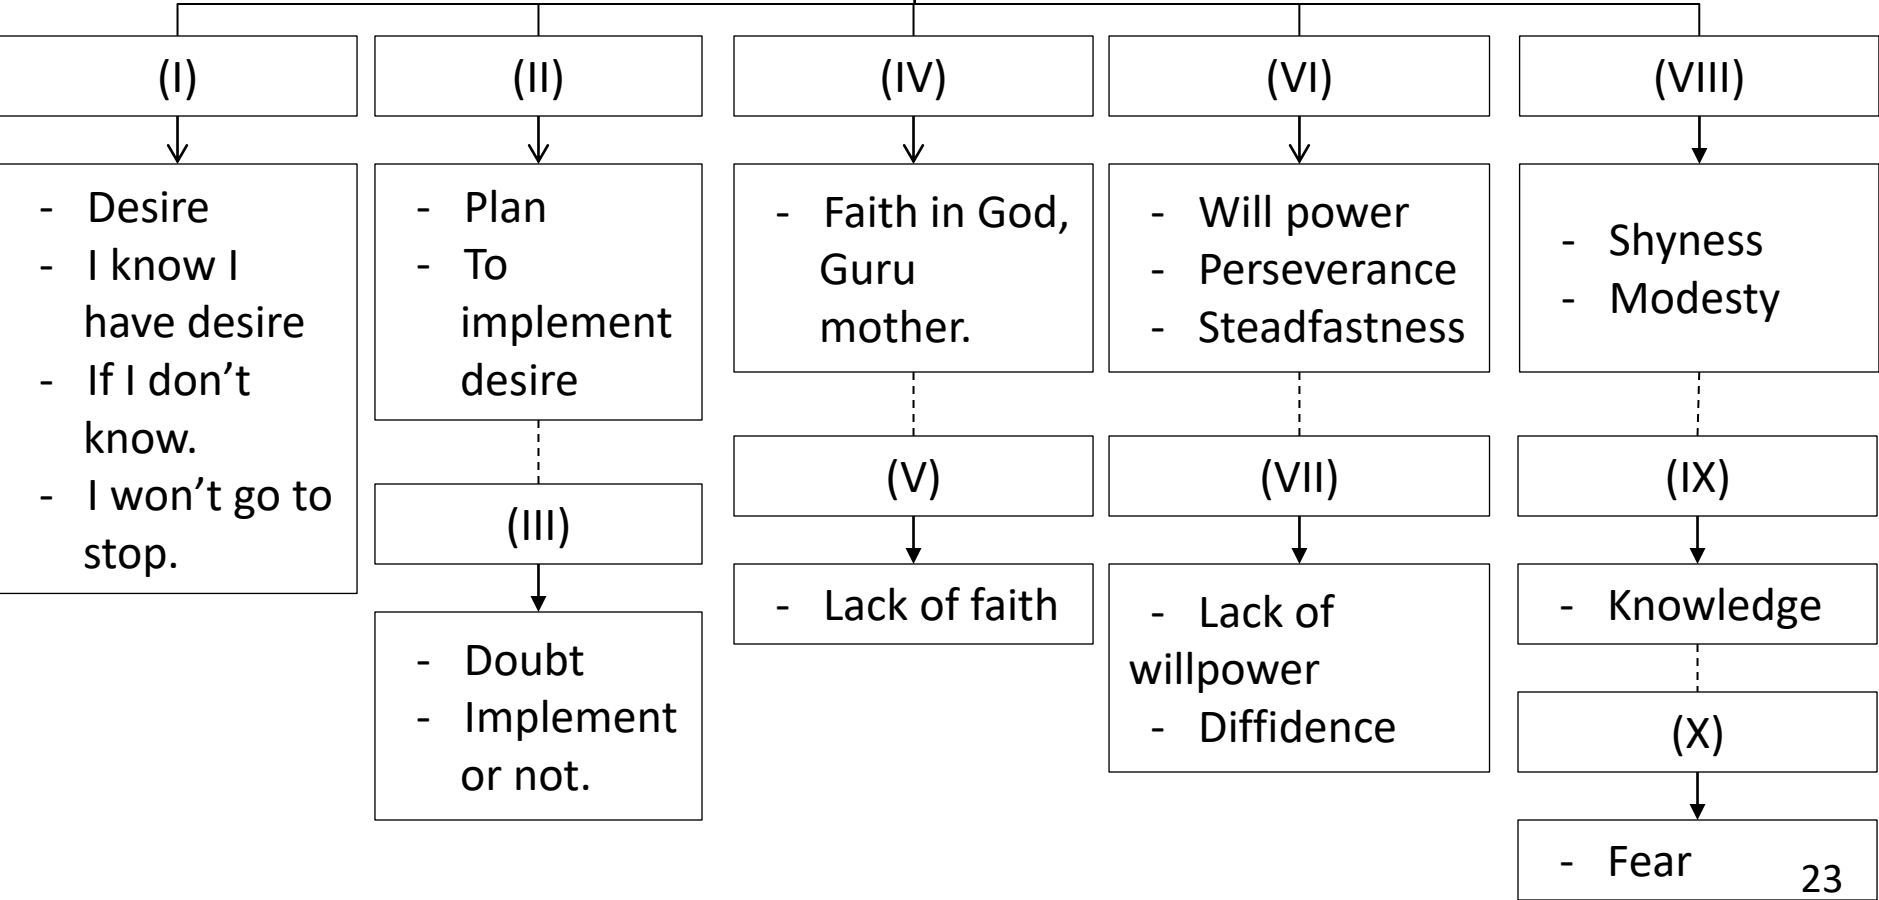 (I)
- Desire
- I know I
have desire
- If I don’t
know.
- I won’t go to
stop.
(II)
- Plan
- To
implement
desire
(III)
- Doubt
- Implement
or not.
(IV)
- Faith in God,
Guru
mother.
(V)
- Lack of faith
(VI)
- Will power
- Perseverance
- Steadfastness
(VII)
- Lack of
willpower
- Diffidence
(VIII)
- Shyness
- Modesty
(IX)
- Knowledge
(X)
- Fear
23